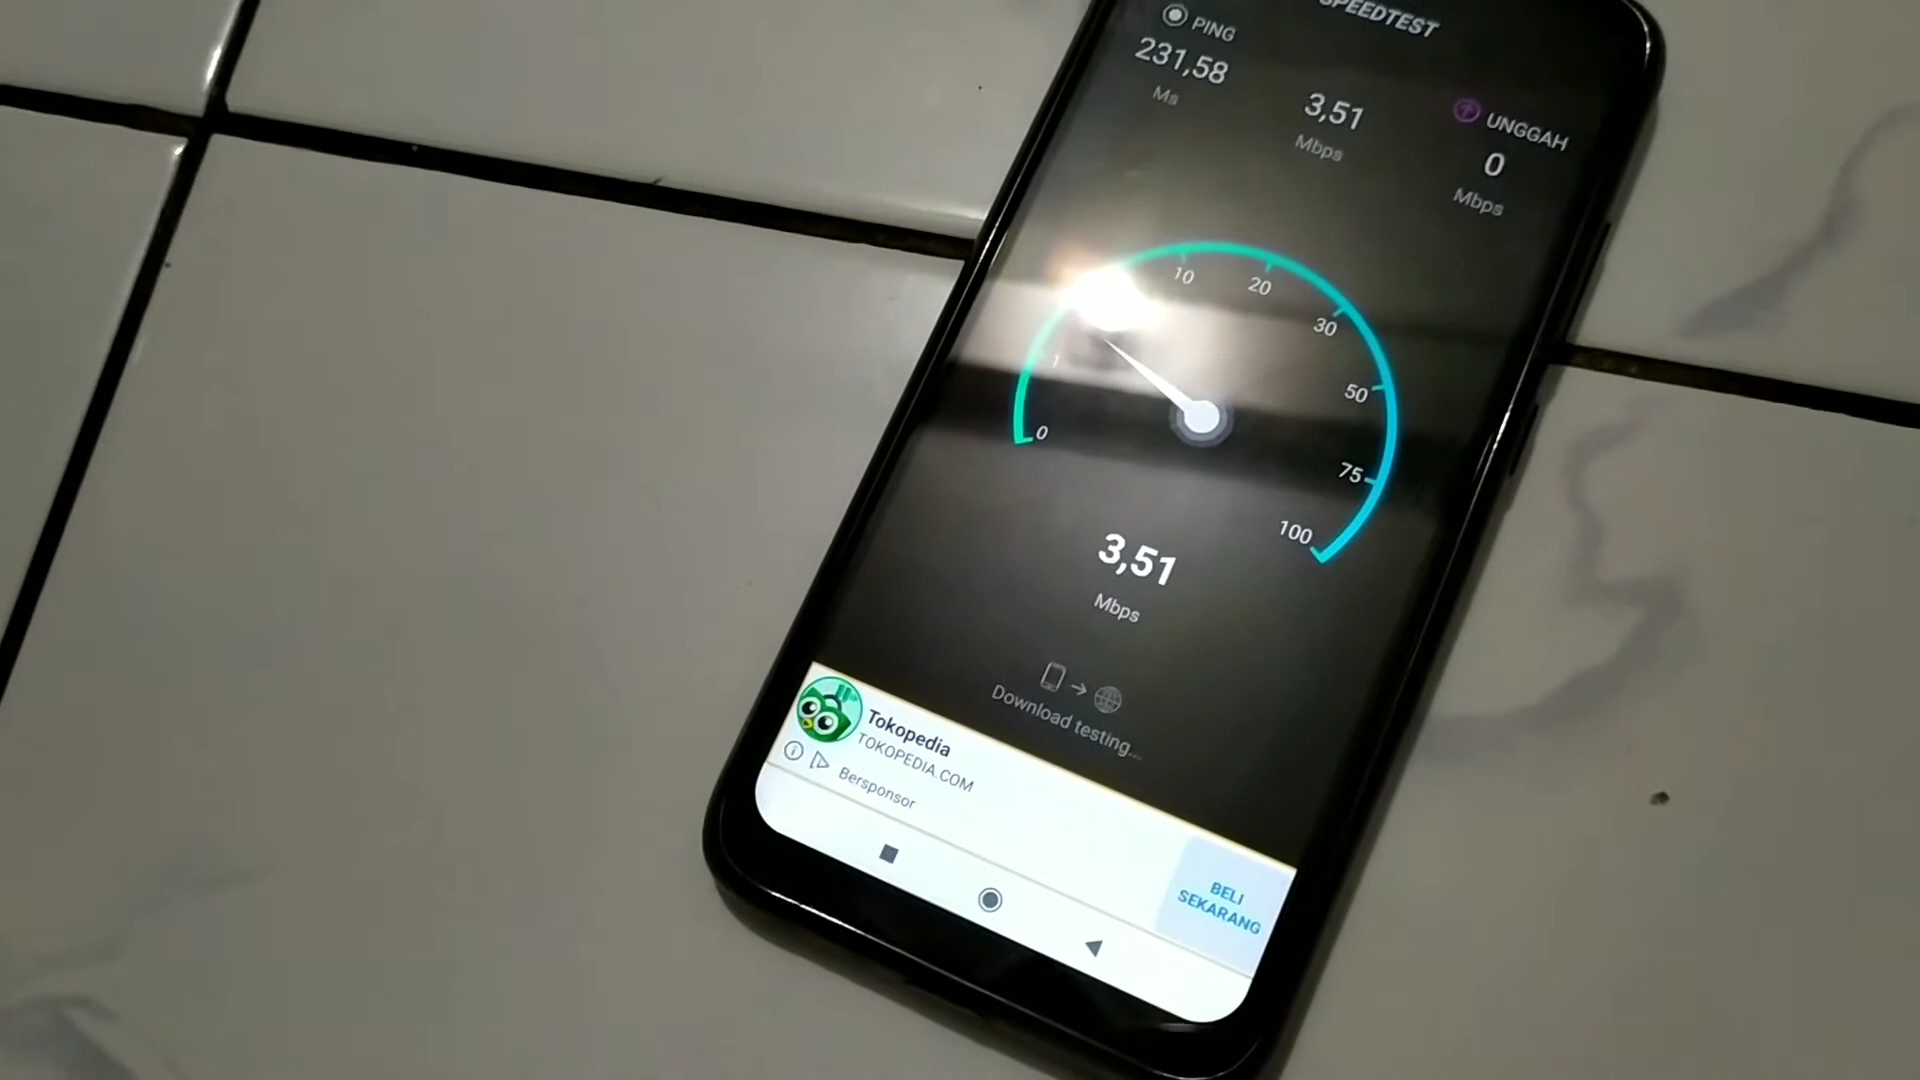 SPEEDTEST
PING
231,58
Ms
3,51
Mbps
UNGGAH
0
Mbps
0
10
20
30
50
75
100
3,51
Mbps
Download testing...
Tokopedia
TOKOPEDIA.COM
Bersponsor
BELI
SEKARANG